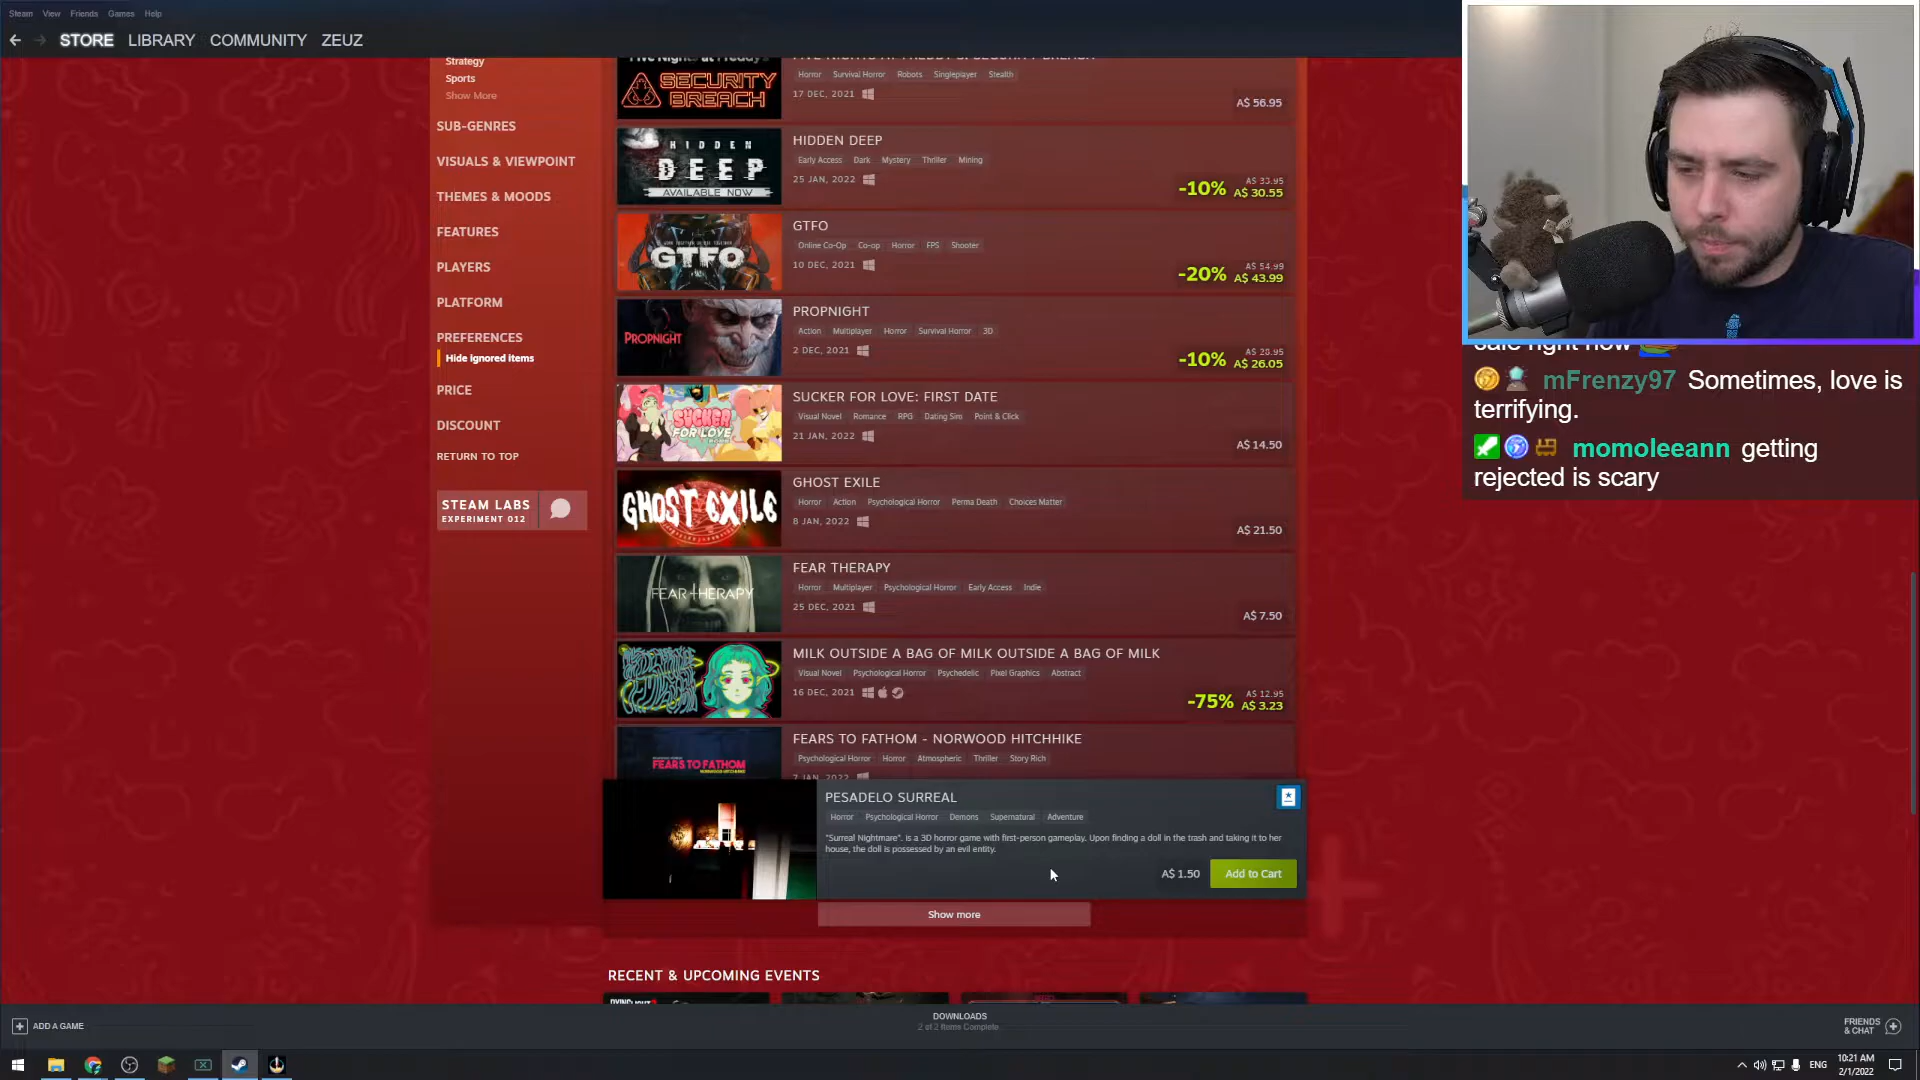 Steam View Friends Games Help
STORE LIBRARY COMMUNITY ZEUZ
Strategy
Sports
Show More
SUB-GENRES
VISUALS & VIEWPOINT
THEMES & MOODS
FEATURES
PLAYERS
PLATFORM
PREFERENCES
Hide ignored items
PRICE
DISCOUNT
RETURN TO TOP
STEAM LABS
EXPERIMENT 012
SECURITY
BREACH
Horror Survival Horror Robots Singleplayer Stealth
17 DEC, 2021
A$ 56.95
HIDDEN
DEEP
AVAILABLE NOW
HIDDEN DEEP
Early Access Dark Mystery Thriller Mining
25 JAN, 2022
-10%
A$ 33.95
A$ 30.55
GTFO
GTFO
Online Co-Op Co-op Horror FPS Shooter
10 DEC, 2021
-20%
A$ 54.99
A$ 43.99
PROPNIGHT
PROPNIGHT
Action Multiplayer Horror Survival Horror 3D
2 DEC, 2021
-10%
A$ 28.95
A$ 26.05
SUCKER
FOR LOVE
SUCKER FOR LOVE: FIRST DATE
Visual Novel Romance RPG Dating Sim Point & Click
21 JAN, 2022
A$ 14.50
GHOST EXILE
GHOST EXILE
Horror Action Psychological Horror Perma Death Choices Matter
8 JAN, 2022
A$ 21.50
FEAR THERAPY
FEAR THERAPY
Horror Multiplayer Psychological Horror Early Access Indie
25 DEC, 2021
A$ 7.50
MILK OUTSIDE A BAG OF MILK OUTSIDE A BAG OF MILK
Visual Novel Psychological Horror Psychedelic Pixel Graphics Abstract
16 DEC, 2021
-75%
A$ 12.95
A$ 3.23
FEARS TO FATHOM
FEARS TO FATHOM - NORWOOD HITCHHIKE
Psychological Horror Horror Atmospheric Thriller Story Rich
7 JAN, 2022
PESADELO SURREAL
Horror Psychological Horror Demons Supernatural Adventure
"Surreal Nightmare". is a 3D horror game with first-person gameplay. Upon finding a doll in the trash and taking it to her
house, the doll is possessed by an evil entity.
A$ 1.50
Add to Cart
Show more
RECENT & UPCOMING EVENTS
safe right now
mFrenzy97 Sometimes, love is
terrifying.
momoleeann getting
rejected is scary
ADD A GAME
DOWNLOADS
2 of 2 Items Complete
FRIENDS
& CHAT
ENG
10:21 AM
2/1/2022